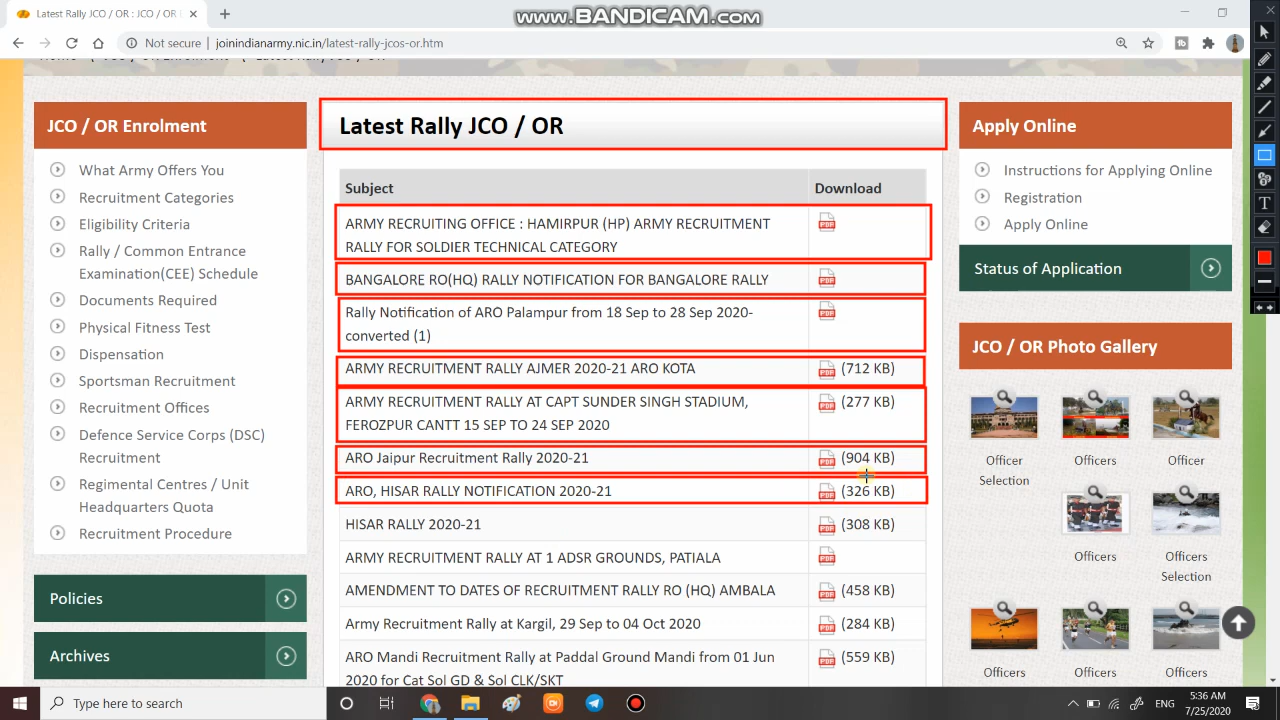 Latest Rally JCO / OR : JCO / OR
www.BANDICAM.com
Not secure
joinindianarmy.nic.in/latest-rally-jcos-or.htm
JCO / OR Enrolment
What Army Offers You
Recruitment Categories
Eligibility Criteria
Rally / Common Entrance
Examination(CEE) Schedule
Documents Required
Physical Fitness Test
Dispensation
Sportsman Recruitment
Recruitment Offices
Defence Service Corps (DSC)
Recruitment
Regimental Centres / Unit
Headquarters Quota
Recruitment Procedure
Policies
Archives
Latest Rally JCO / OR
Subject Download
ARMY RECRUITING OFFICE : HAMIRPUR (HP) ARMY RECRUITMENT
RALLY FOR SOLDIER TECHNICAL CATEGORY
BANGALORE RO(HQ) RALLY NOTIFICATION FOR BANGALORE RALLY
Rally Notification of ARO Palampur from 18 Sep to 28 Sep 2020-
converted (1)
ARMY RECRUITMENT RALLY AJMER 2020-21 ARO KOTA (712 KB)
ARMY RECRUITMENT RALLY AT CAPT SUNDER SINGH STADIUM, (277 KB)
FEROZPUR CANTT 15 SEP TO 24 SEP 2020
ARO Jaipur Recruitment Rally 2020-21 (904 KB)
ARO, HISAR RALLY NOTIFICATION 2020-21 (326 KB)
HISAR RALLY 2020-21 (308 KB)
ARMY RECRUITMENT RALLY AT 1 ADSR GROUNDS, PATIALA
AMENDMENT TO DATES OF RECRUITMENT RALLY RO (HQ) AMBALA (458 KB)
Army Recruitment Rally at Kargil, 29 Sep to 04 Oct 2020 (284 KB)
ARO Mandi Recruitment Rally at Paddal Ground Mandi from 01 Jun (559 KB)
2020 for Cat Sol GD & Sol CLK/SKT
Apply Online
Instructions for Applying Online
Registration
Apply Online
Status of Application
JCO / OR Photo Gallery
Officer
Selection
Officers
Officer
Officers
Officers
Selection
Officers
Officers
Officers
Type here to search
ENG
5:36 AM
7/25/2020